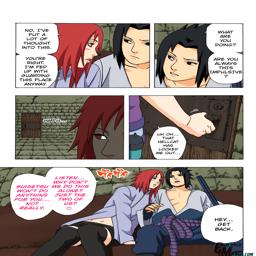 NO, I'VE
PUT A
LOT OF
THOUGHT
INTO THIS.
YOU'RE
RIGHT.
I'M FED
UP WITH
GUARDING
THIS PLACE
ANYWAY.
WHAT
ARE YOU
DOING?
ARE YOU
ALWAYS
THIS
IMPULSIVE
?
UH OH...
THAT
HELLCAT
HAS
LOCKED
ME OUT...
LISTEN...
WHY DON'T
WE DO THIS
ALONE?
JUST THE
TWO OF
US?
SUIGETSU
WON'T DO
ANYTHING
FOR
YOU...
NOT
REALLY.
HEY...
GET
BACK.